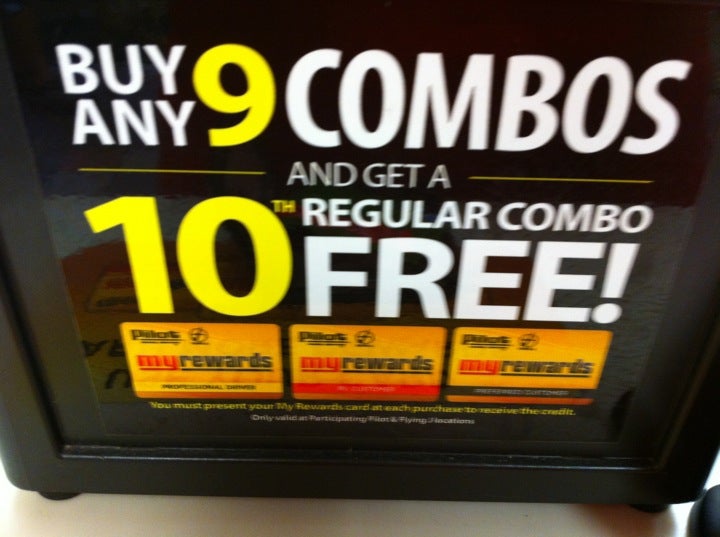 BUY ANY 9 COMBOS
AND GET A
10TH REGULAR COMBO
FREE!
Pilot Pilot Pilot
myrewards myrewards myrewards
PROFESSIONAL DRIVER RV CUSTOMER PREFERRED CUSTOMER
You must present your My Rewards card at each purchase to receive the credit.
Only valid at Participating Pilot & Flying J locations